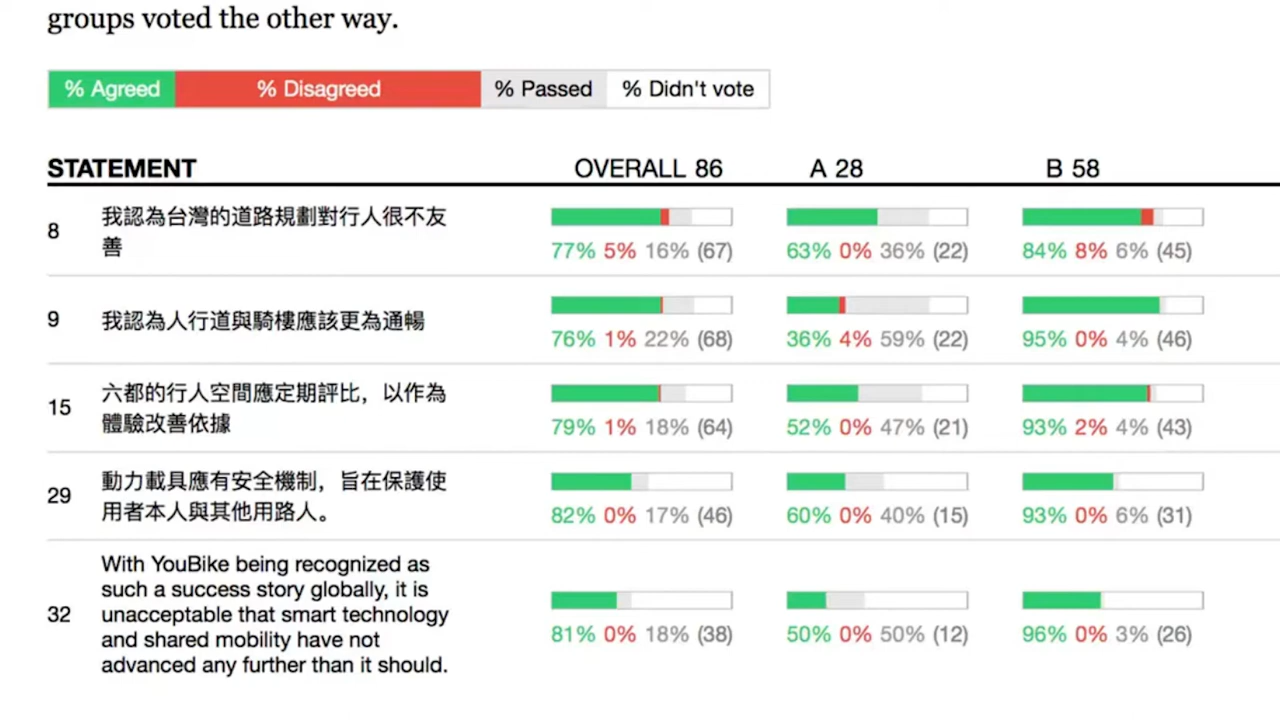 groups voted the other way.
% Agreed % Disagreed % Passed % Didn't vote
STATEMENT OVERALL 86 A 28 B 58
8 我認為台灣的道路規劃對行人很不友
善
77% 5% 16% (67) 63% 0% 36% (22) 84% 8% 6% (45)
9 我認為人行道與騎樓應該更為通暢
76% 1% 22% (68) 36% 4% 59% (22) 95% 0% 4% (46)
15 六都的行人空間應定期評比，以作為
體驗改善依據
79% 1% 18% (64) 52% 0% 47% (21) 93% 2% 4% (43)
29 動力載具應有安全機制，旨在保護使
用者本人與其他用路人。
82% 0% 17% (46) 60% 0% 40% (15) 93% 0% 6% (31)
32 With YouBike being recognized as
such a success story globally, it is
unacceptable that smart technology
and shared mobility have not
advanced any further than it should.
81% 0% 18% (38) 50% 0% 50% (12) 96% 0% 3% (26)